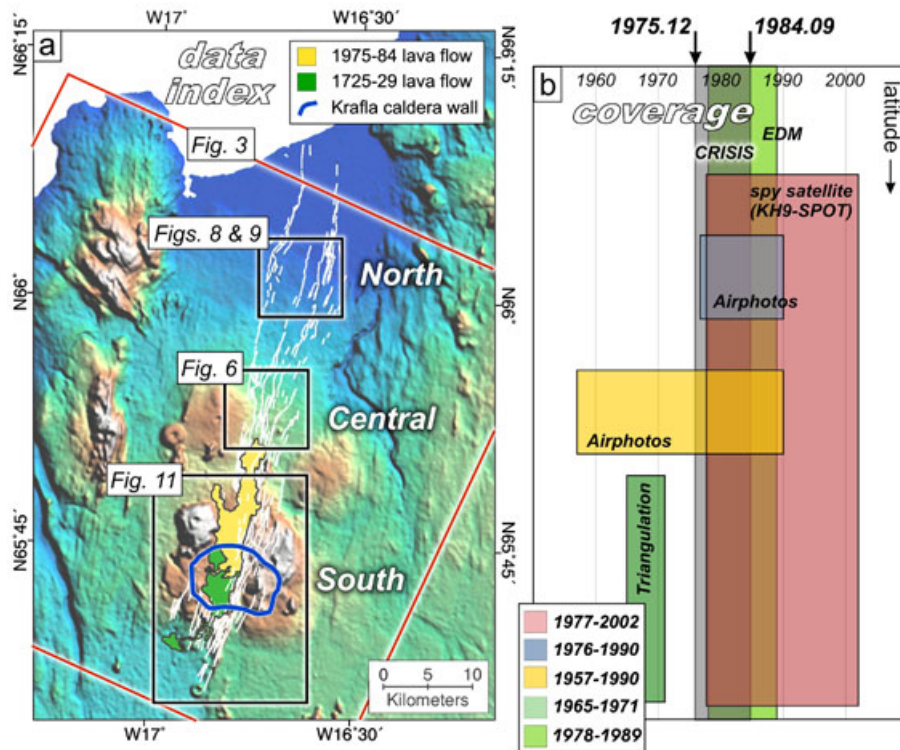 W17°
W16°30´
N66°15´
N66°15´
a
data
index
1975-84 lava flow
1725-29 lava flow
Krafla caldera wall
Fig. 3
Figs. 8 & 9
North
N66°
N66°
Fig. 6
Central
Fig. 11
N65°45´
N65°45´
South
0 5 10
Kilometers
W17°
W16°30´
1975.12
1984.09
b
1960 1970 1980 1990 2000
latitude
coverage
EDM
CRISIS
spy satellite
(KH9-SPOT)
Airphotos
Airphotos
Triangulation
1977-2002
1976-1990
1957-1990
1965-1971
1978-1989